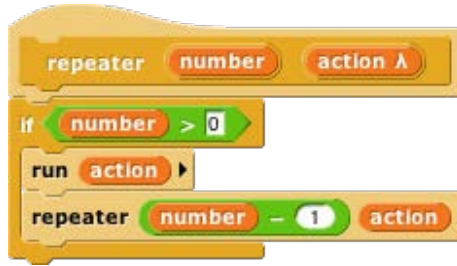 repeater number action λ
if number > 0
run action
repeater number - 1 action